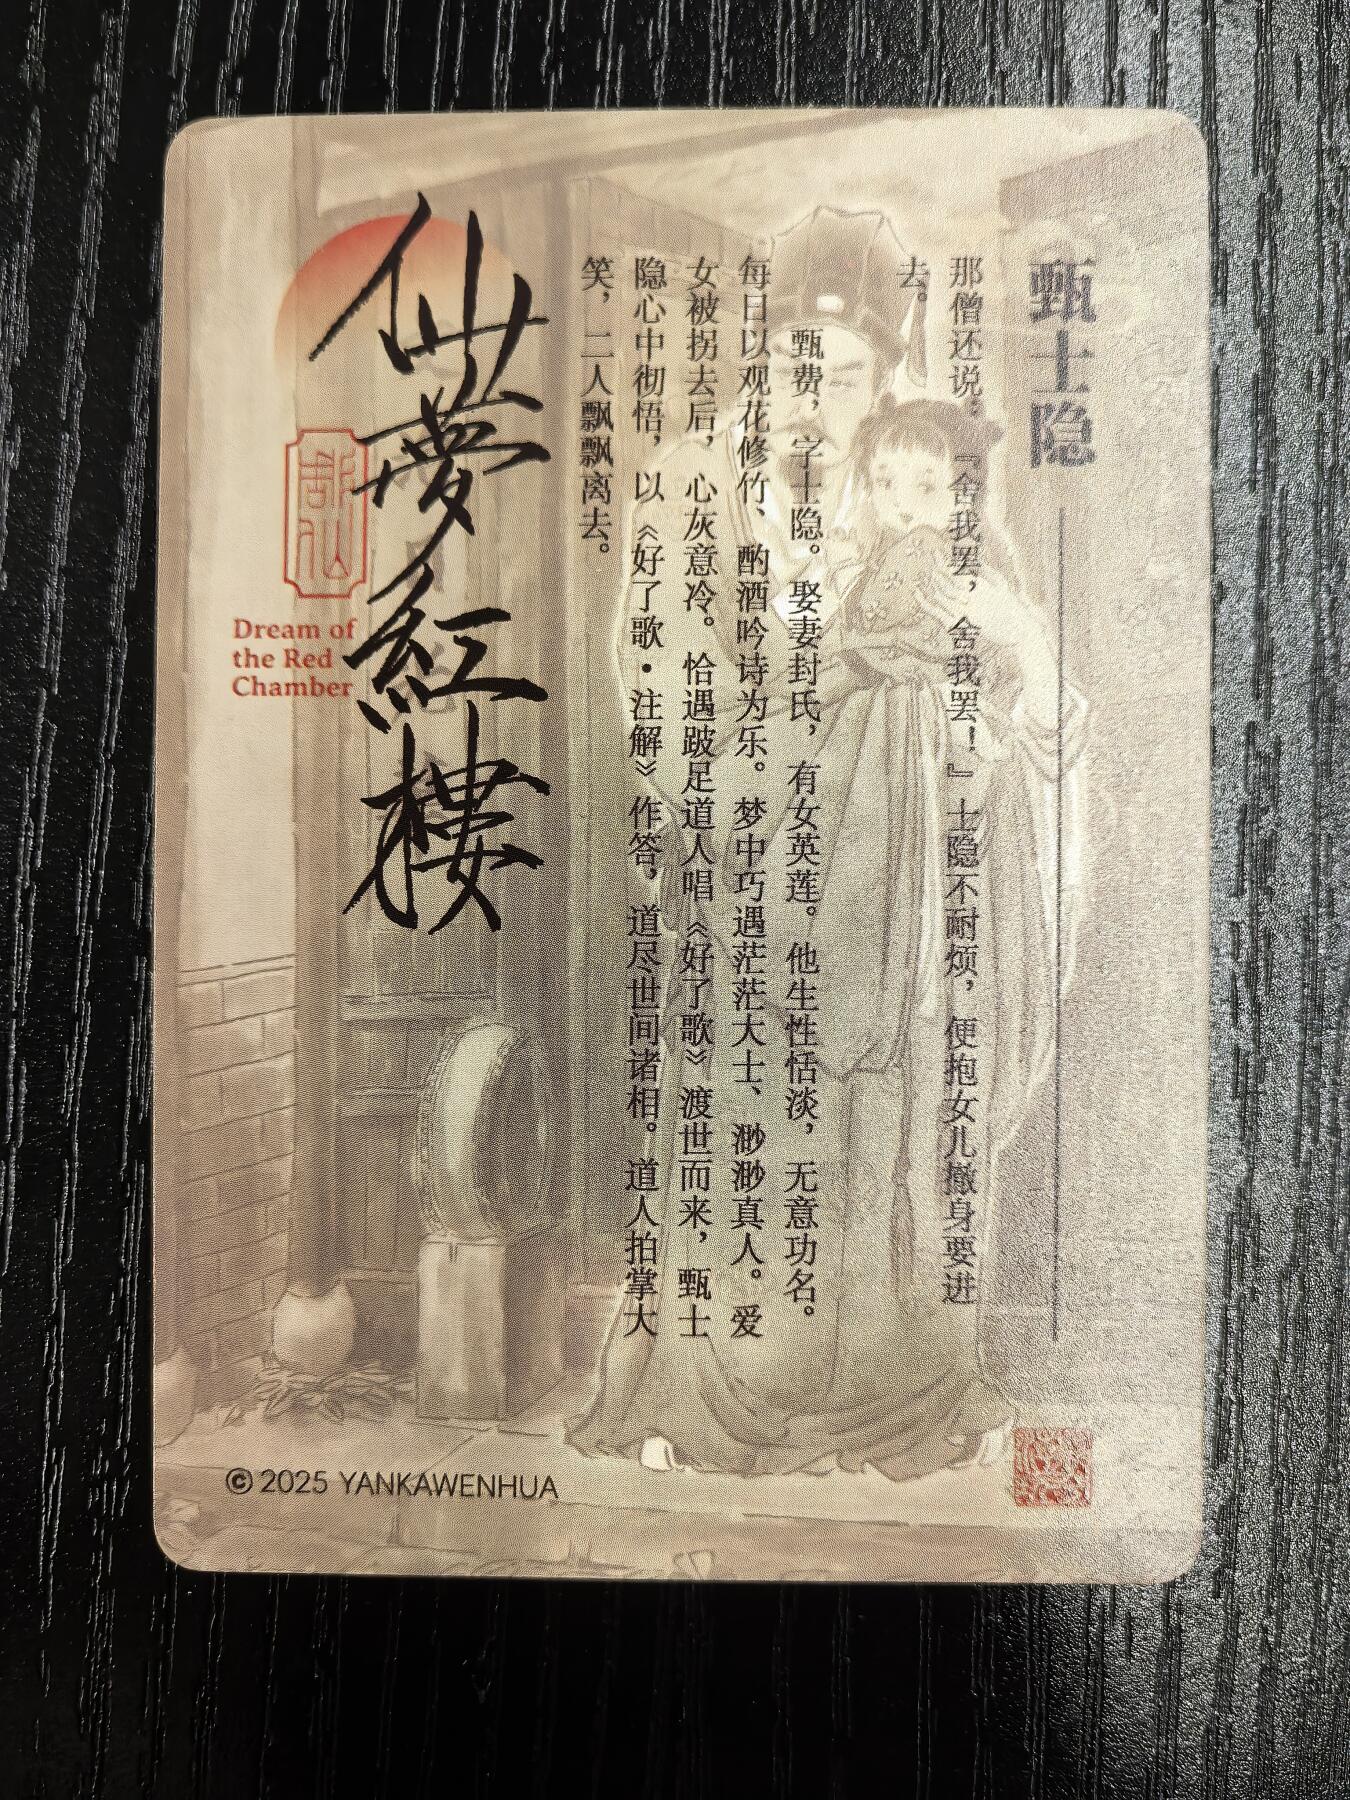 甄士隐
那僧还说：『舍我罢，舍我罢！』士隐不耐烦，便抱女儿撤身要进
去。
甄费，字士隐。娶妻封氏，有女英莲。他生性恬淡，无意功名。
每日以观花修竹、酌酒吟诗为乐。梦中巧遇茫茫大士、渺渺真人。爱
女被拐去后，心灰意冷。恰遇跛足道人唱《好了歌》渡世而来，甄士
隐心中彻悟，以《好了歌·注解》作答，道尽世间诸相。道人拍掌大
笑，二人飘飘离去。
仙夢紅樓
Dream of
the Red
Chamber
© 2025 YANKAWENHUA